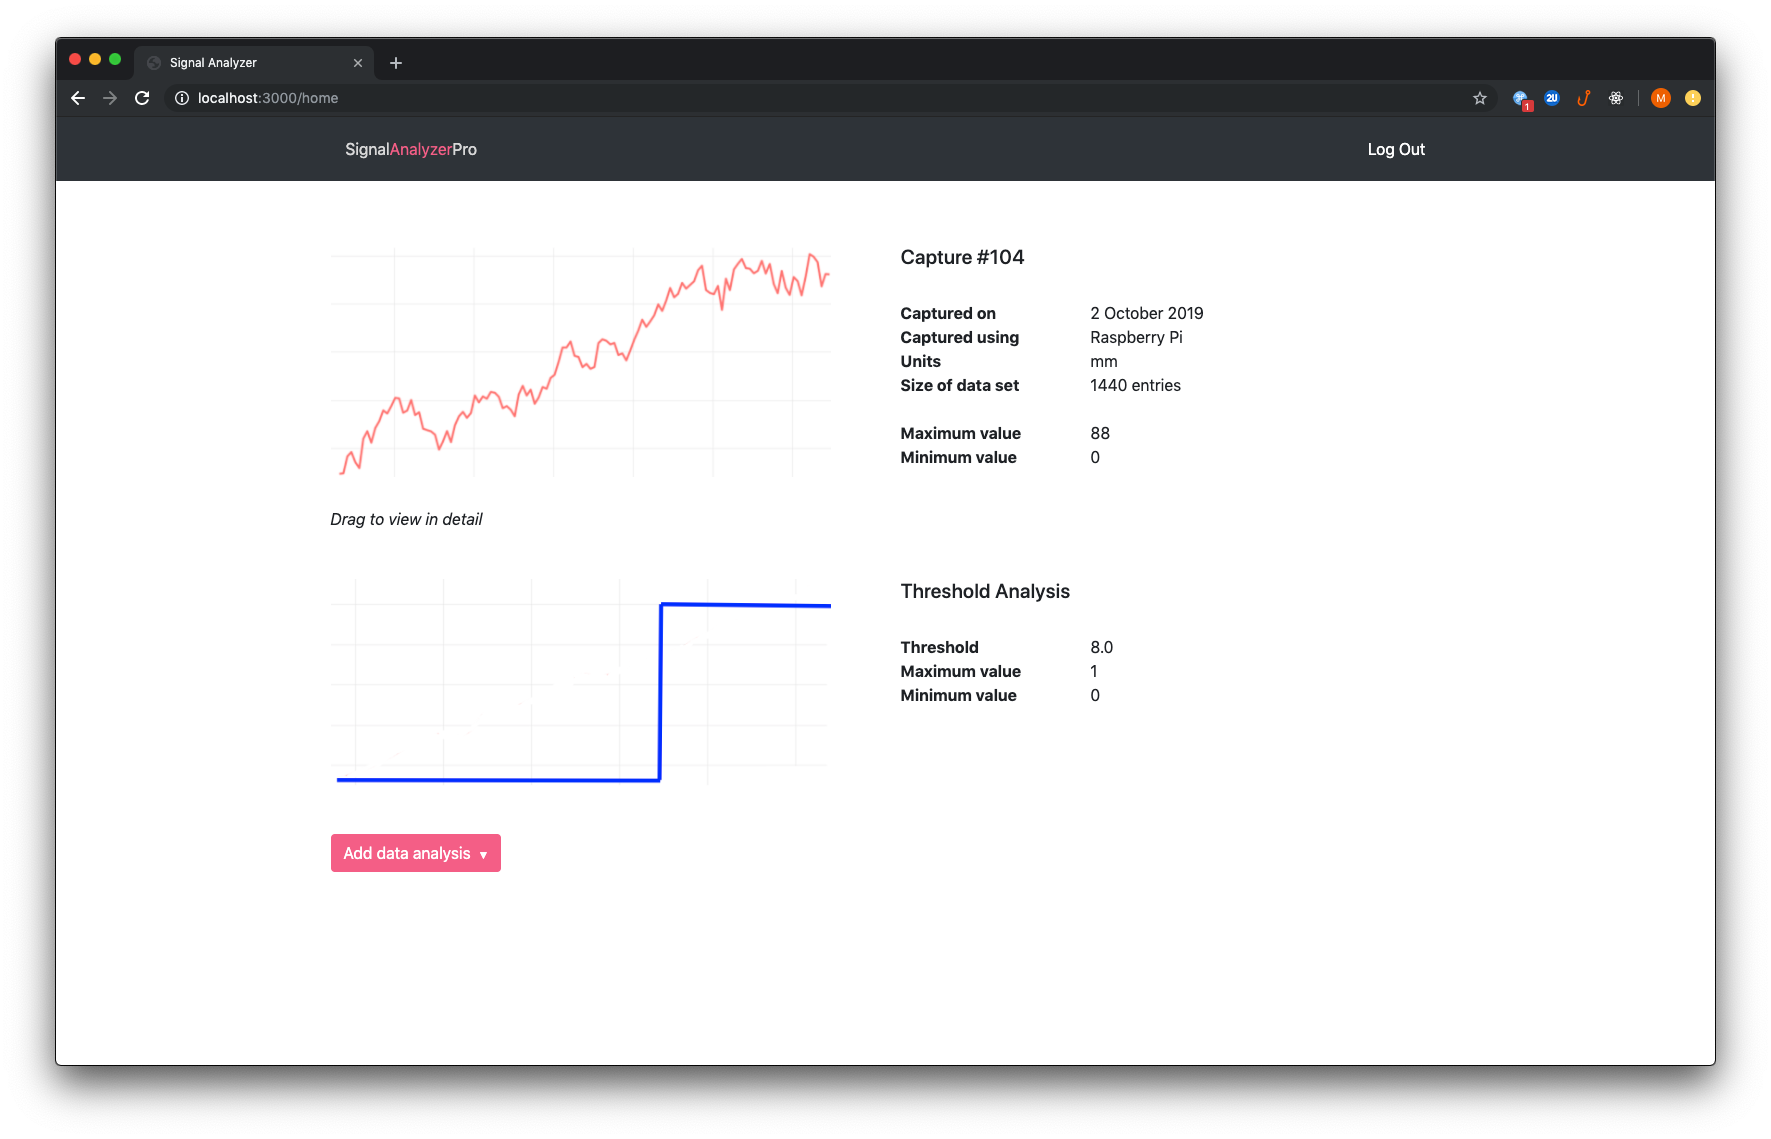 Signal Analyzer
localhost:3000/home
1
2U
M
SignalAnalyzerPro
Log Out
Capture #104
Captured on 2 October 2019
Captured using Raspberry Pi
Units mm
Size of data set 1440 entries
Maximum value 88
Minimum value 0
Drag to view in detail
Threshold Analysis
Threshold 8.0
Maximum value 1
Minimum value 0
Add data analysis ▼